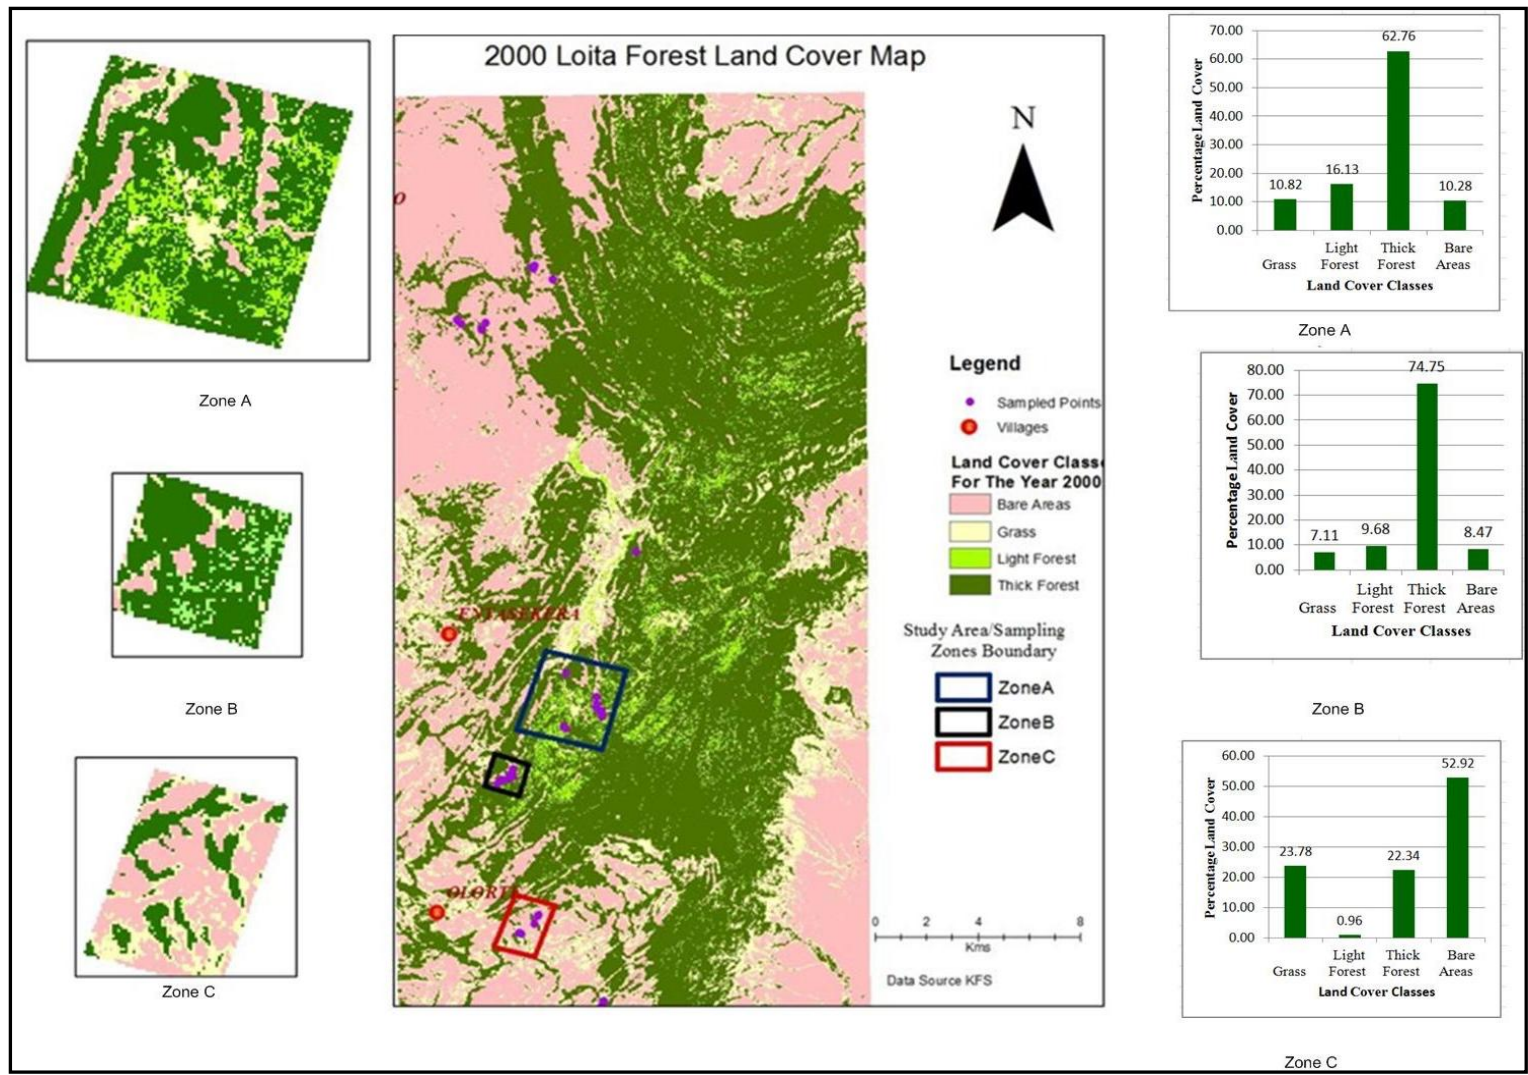 2000 Loita Forest Land Cover Map
N
O
ENTASEKERA
Legend
Sampled Points
Villages
Land Cover Classe
For The Year 2000
Bare Areas
Grass
Light Forest
Thick Forest
Study Area/Sampling
Zones Boundary
ZoneA
ZoneB
ZoneC
0 2 4 8
Kms
Data Source KFS
Zone A
Zone B
Zone C
70.00
60.00
50.00
40.00
30.00
20.00
10.00
0.00
Percentage Land Cover
10.82
16.13
62.76
10.28
Grass
Light
Forest
Thick
Forest
Bare
Areas
Land Cover Classes
Zone A
80.00
70.00
60.00
50.00
40.00
30.00
20.00
10.00
0.00
Percentage Land Cover
7.11
9.68
74.75
8.47
Grass
Light
Forest
Thick
Forest
Bare
Areas
Land Cover Classes
Zone B
60.00
50.00
40.00
30.00
20.00
10.00
0.00
Percentage Land Cover
23.78
0.96
22.34
52.92
Grass
Light
Forest
Thick
Forest
Bare
Areas
Land Cover Classes
Zone C